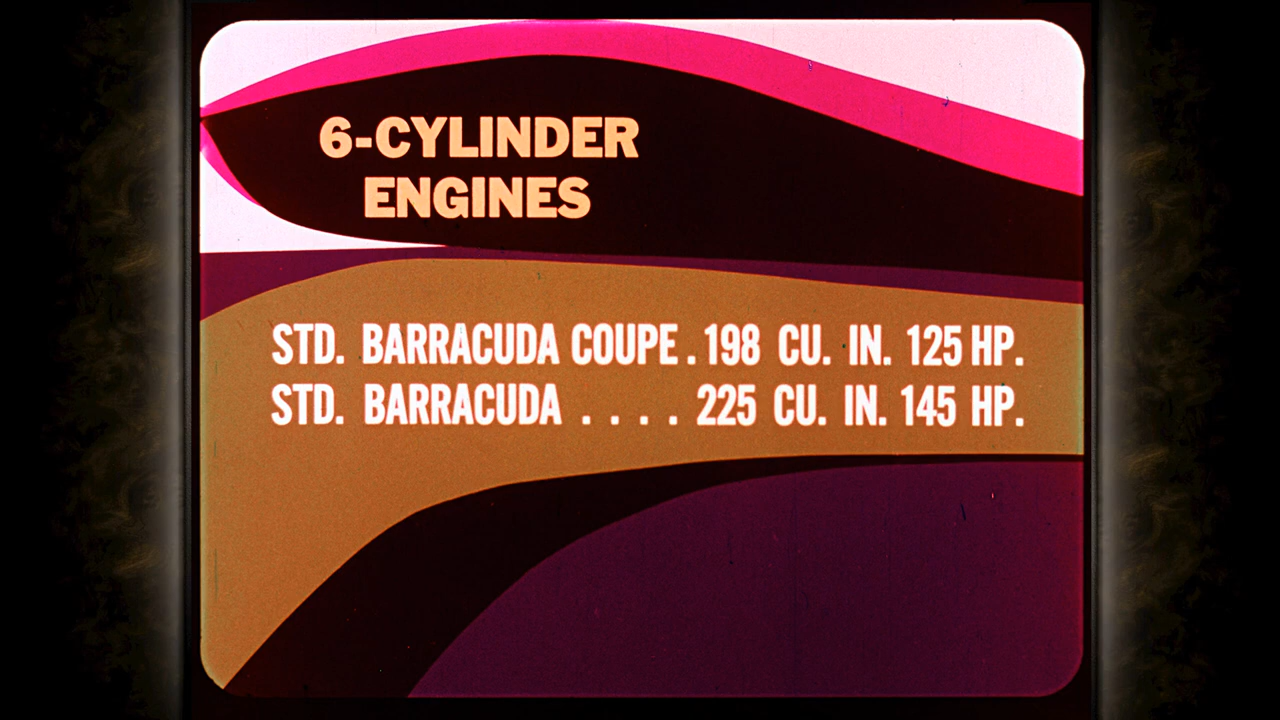 6-CYLINDER
ENGINES
STD. BARRACUDA COUPE . 198 CU. IN. 125 HP.
STD. BARRACUDA . . . . 225 CU. IN. 145 HP.